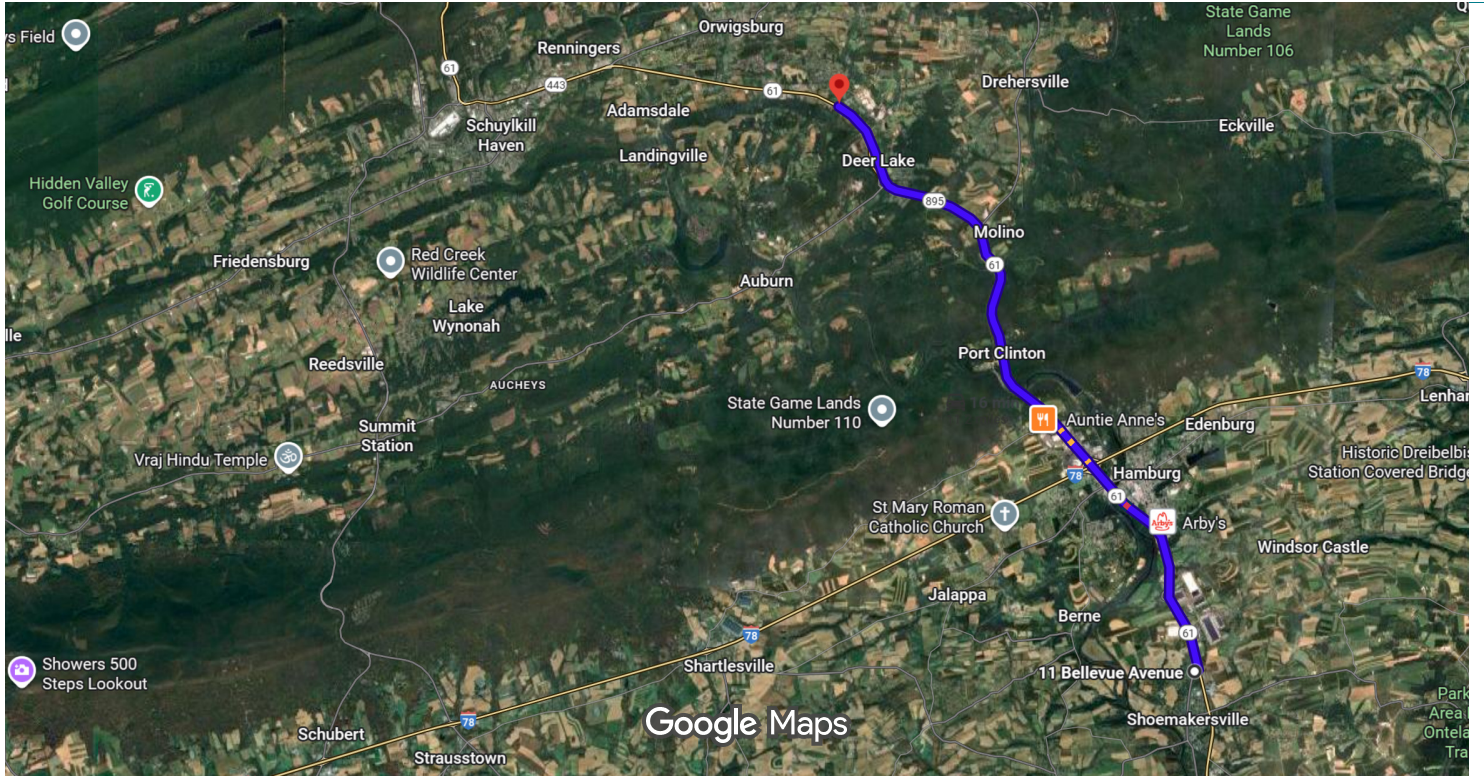 Orwigsburg
State Game
Lands
Number 106
ys Field
Renningers
61
443
61
Drehersville
Adamsdale
Schuylkill
Haven
Eckville
Landingville
Deer Lake
Hidden Valley
Golf Course
895
Molino
Friedensburg
Red Creek
Wildlife Center
61
Auburn
Lake
Wynonah
lle
Port Clinton
Reedsville
78
AUCHEYS
Lenhar
State Game Lands
Number 110
Auntie Anne's
Edenburg
Summit
Station
Vraj Hindu Temple
Historic Dreibelbis
Station Covered Bridge
78
Hamburg
61
St Mary Roman
Catholic Church
Arby's
Arby's
Windsor Castle
Jalappa
Berne
78
61
Showers 500
Steps Lookout
Shartlesville
11 Bellevue Avenue
Park
Area
Ontela
Tra
78
Google Maps
Shoemakersville
Schubert
Strausstown